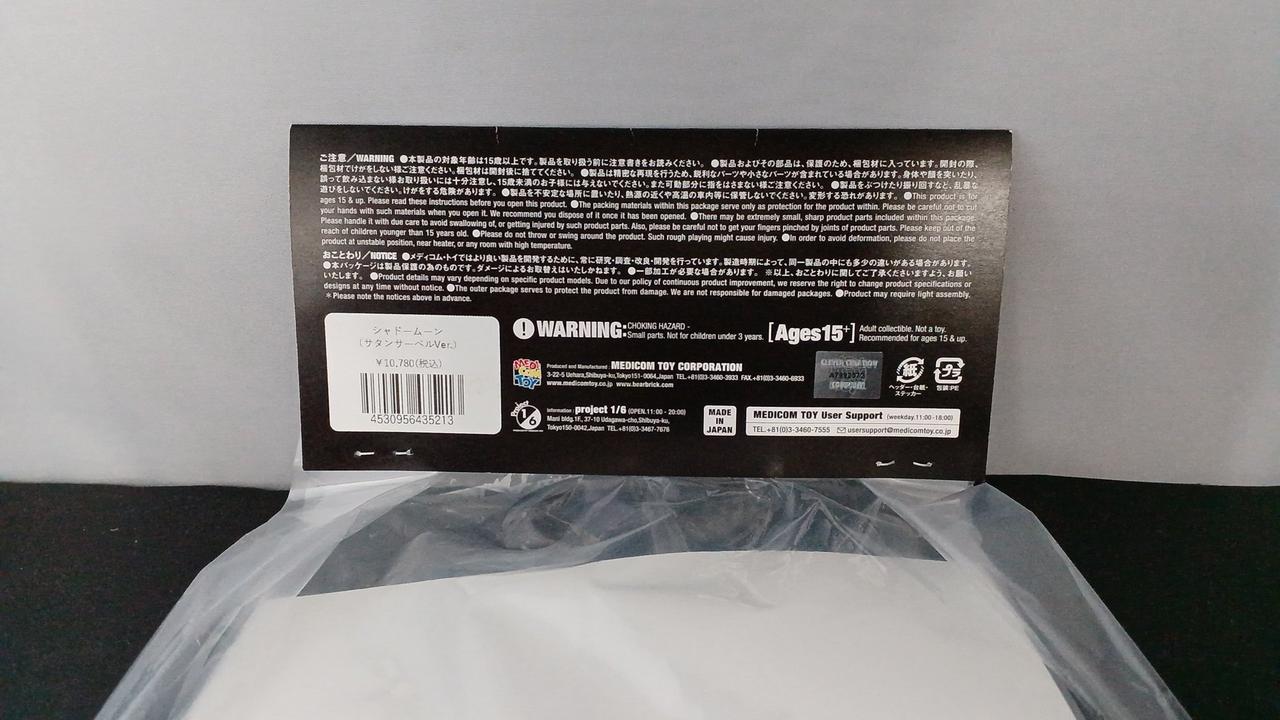 ご注意／WARNING ●本製品の対象年齢は15歳以上です。製品を取り扱う前に注意書きをお読みください。 ●製品およびその部品は、保護のため、梱包材に入っています。開封の際、
梱包材でけがをしない様ご注意ください。梱包材は開封後に捨ててください。 ●製品は精密な再現を行うため、鋭利なパーツや小さなパーツが含まれている場合があります。身体や顔を突いたり、
誤って飲み込まない様お取り扱いには十分注意し、15歳未満のお子様には与えないでください。また可動部分に指をはさまない様ご注意ください。 ●製品をぶつけたり振り回すなど、乱暴な
遊びをしないでください。けがをする危険があります。 ●製品を不安定な場所に置いたり、熱源の近くや高温の車内等に保管しないでください。変形する恐れがあります。 ●This product is for
ages 15 & up. Please read these instructions before you open this product. ●The packing materials within this package serve only as protection for the product within. Please be careful not to cut
your hands with such materials when you open it. We recommend you dispose of it once it has been opened. ●There may be extremely small, sharp product parts included within this package.
Please handle it with due care to avoid swallowing of, or getting injured by such product parts. Also, please be careful not to get your fingers pinched by joints of product parts. Please keep out of the
reach of children younger than 15 years old. ●Please do not throw or swing around the product. Such rough playing might cause injury. ●In order to avoid deformation, please do not place the
product at unstable position, near heater, or any room with high temperature.
おことわり／NOTICE ●メディコム・トイではより良い製品を開発するために、常に研究・調査・改良・開発を行っています。製造時期によって、同一製品の中にも多少の違いがある場合があります。
●本パッケージは製品保護の為のものです。ダメージによるお取替えはいたしかねます。 ●一部加工が必要な場合があります。 ※以上、おことわりに関してご了承くださいますよう、お願い
いたします。 ●Product details may vary depending on specific product models. Due to our policy of continuous product improvement, we reserve the right to change product specifications or
designs at any time without notice. ●The outer package serves to protect the product from damage. We are not responsible for damaged packages. ●Product may require light assembly.
* Please note the notices above in advance.
シャドームーン
(サタンサーベルVer.)
¥10,780(税込)
4530956435213
WARNING: CHOKING HAZARD -
Small parts. Not for children under 3 years.
[Ages15+] Adult collectible. Not a toy.
Recommended for ages 15 & up.
MEDI COM TOY
Produced and Manufactured : MEDICOM TOY CORPORATION
3-22-5 Uehara,Shibuya-ku,Tokyo151-0064,Japan TEL.+81(0)3-3460-3933 FAX.+81(0)3-3460-6933
www.medicomtoy.co.jp www.bearbrick.com
紙
ヘッダー・台紙・
ステッカー
プラ
包装:PE
Project 1/6
Information : project 1/6 (OPEN.11:00 - 20:00)
Mani bldg.1F, 37-10 Udagawa-cho,Shibuya-ku,
Tokyo150-0042,Japan TEL.+81(0)3-3467-7676
MADE
IN
JAPAN
MEDICOM TOY User Support (weekday.11:00-18:00)
TEL.+81(0)3-3460-7555 usersupport@medicomtoy.co.jp